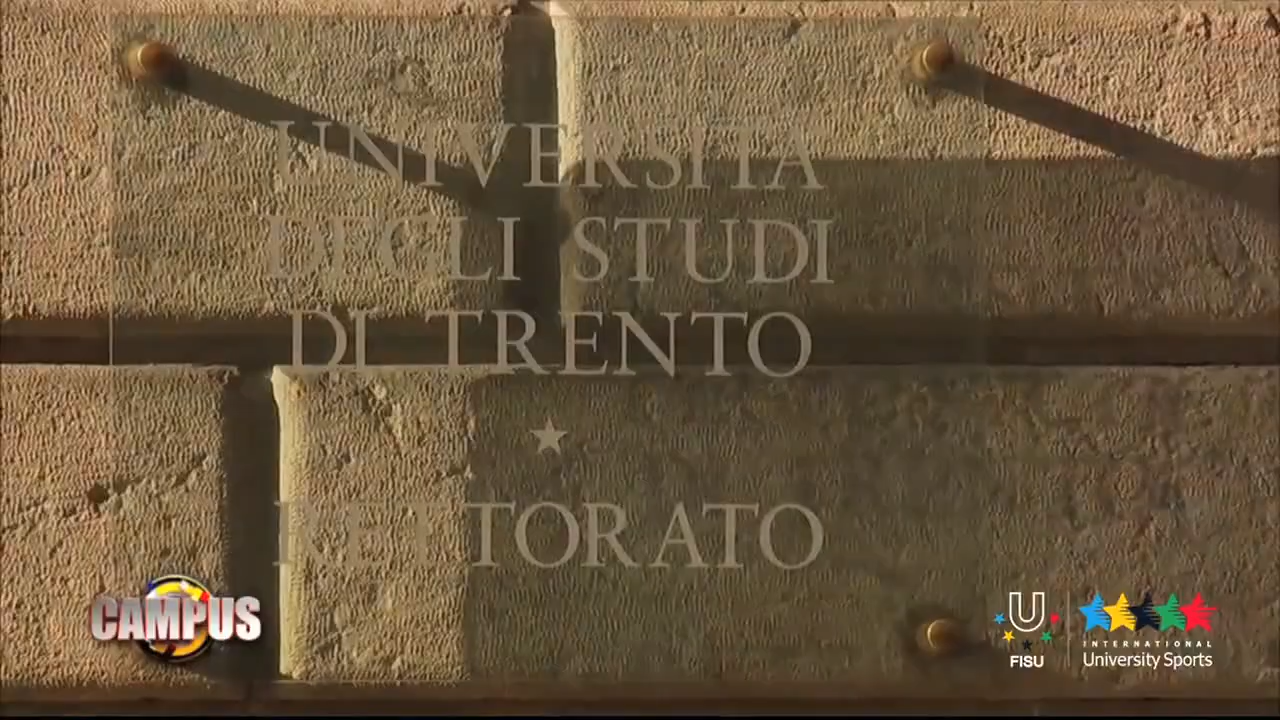 UNIVERSITÀ
DEGLI STUDI
DI TRENTO
RETTORATO
CAMPUS
U
FISU
INTERNATIONAL
University Sports